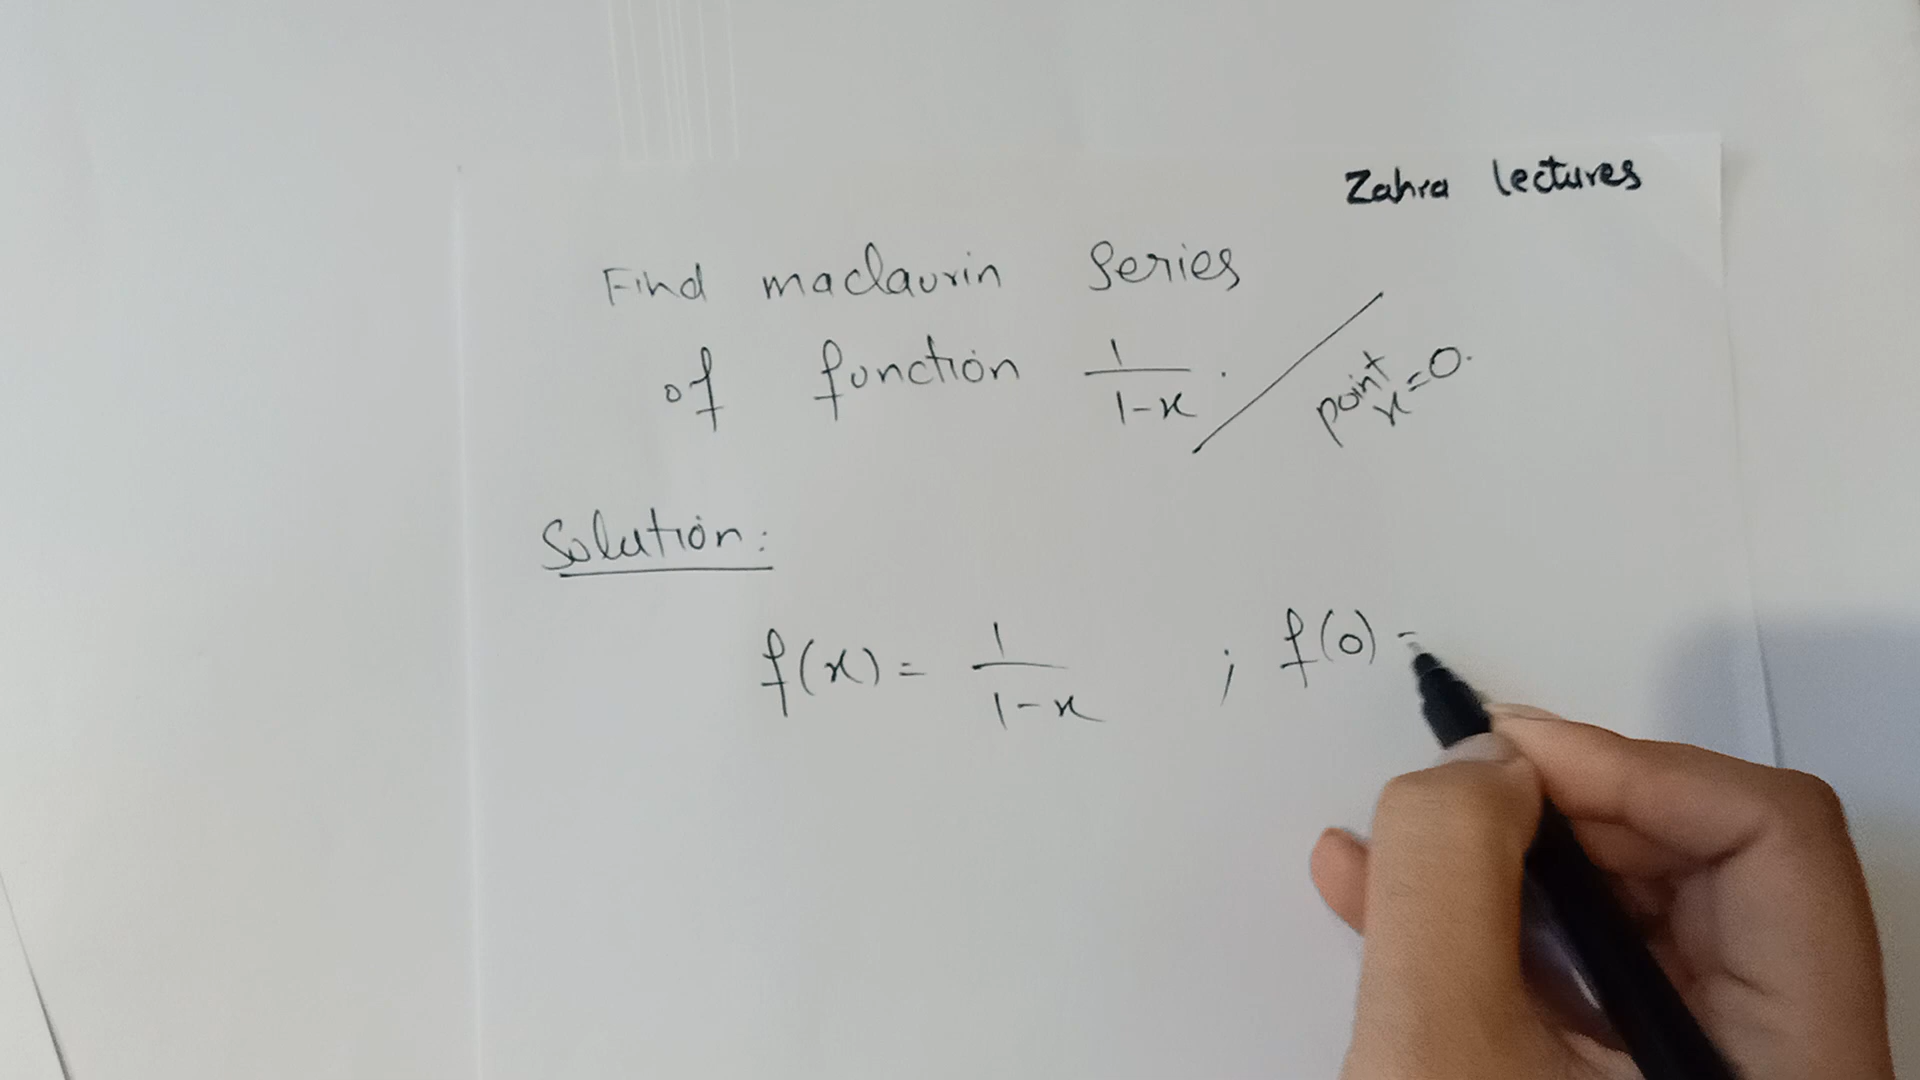 Zahra lectures
Find maclaurin Series
of function 1/1-x.
point x=0.
Solution:
f(x) = 1/1-x ; f(0) =